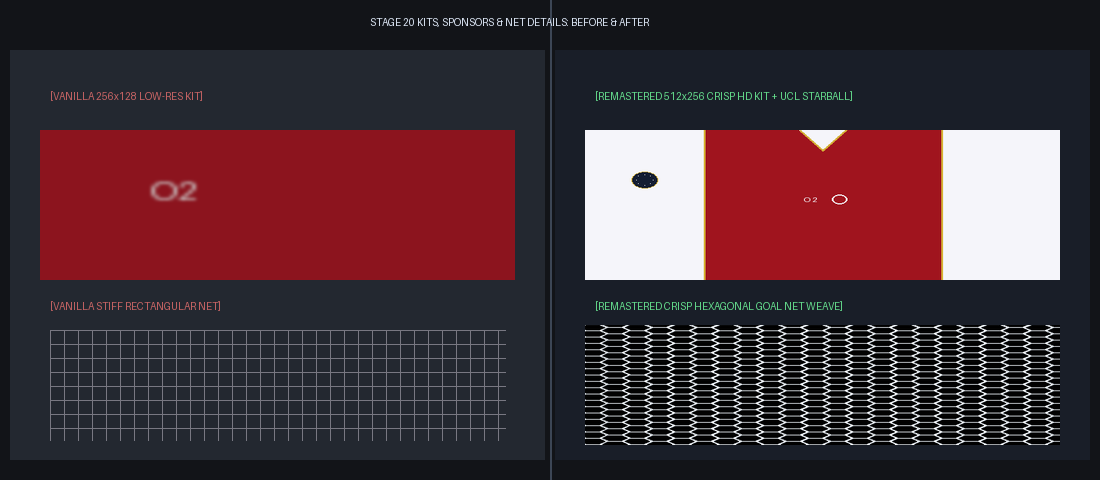 STAGE 20 KITS, SPONSORS & NET DETAILS: BEFORE & AFTER
[VANILLA 256x128 LOW-RES KIT]
O2
[VANILLA STIFF RECTANGULAR NET]
[REMASTERED 512x256 CRISP HD KIT + UCL STARBALL]
O2
[REMASTERED CRISP HEXAGONAL GOAL NET WEAVE]